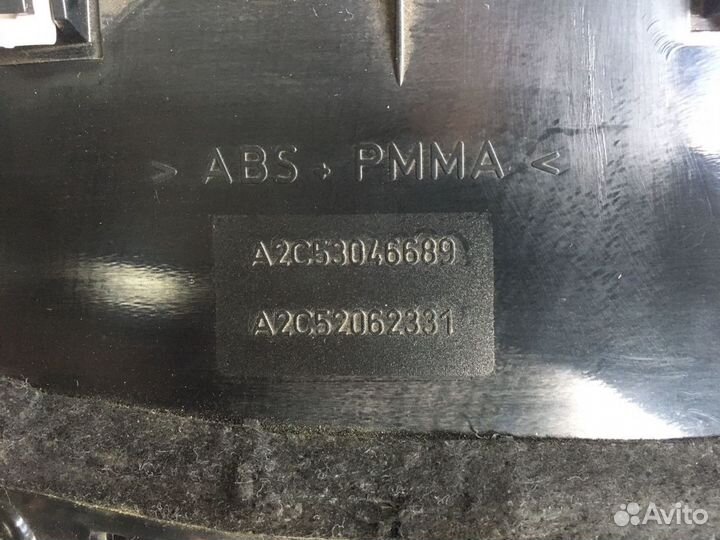 > ABS + PMMA <
A2C53046689
A2C52062331
Avito